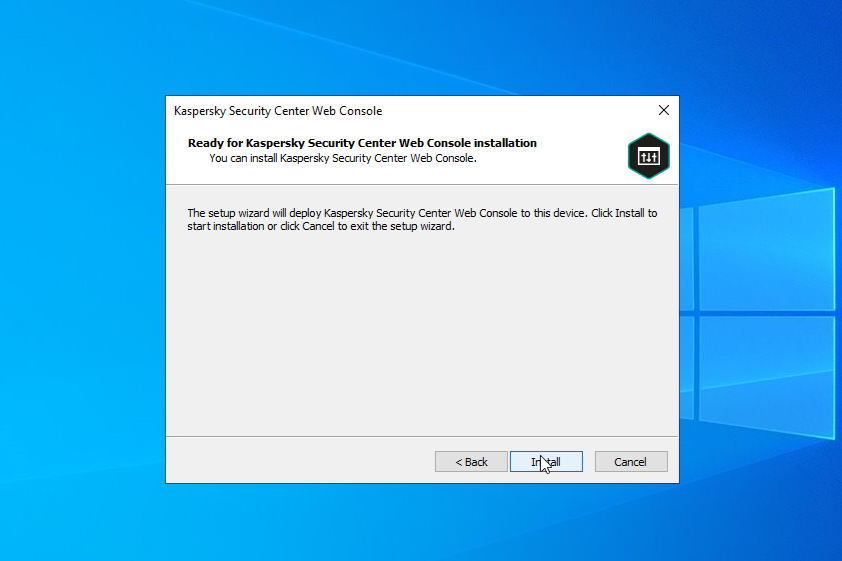 Kaspersky Security Center Web Console
Ready for Kaspersky Security Center Web Console installation
You can install Kaspersky Security Center Web Console.
The setup wizard will deploy Kaspersky Security Center Web Console to this device. Click Install to
start installation or click Cancel to exit the setup wizard.
< Back
Install
Cancel